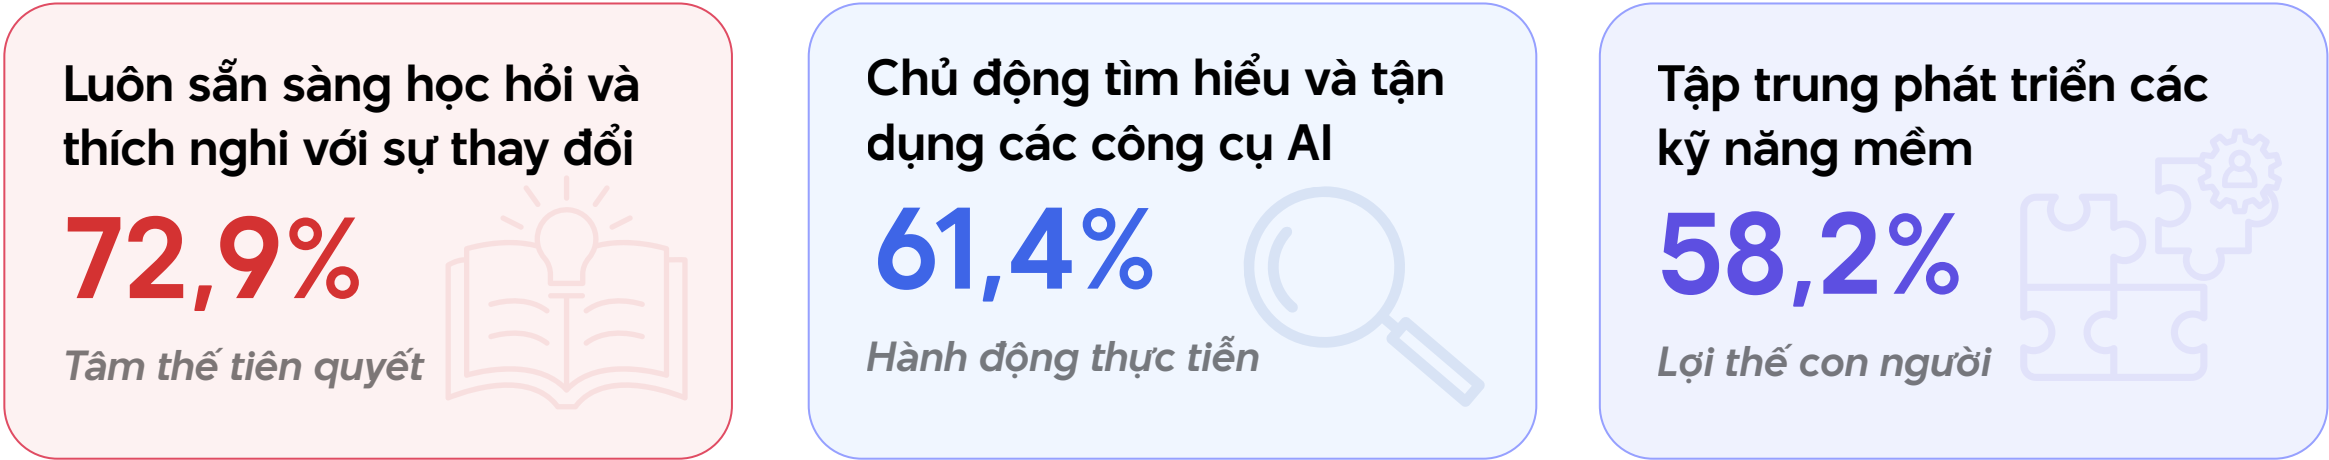 Luôn sẵn sàng học hỏi và
thích nghi với sự thay đổi
72,9%
Tâm thế tiên quyết
Chủ động tìm hiểu và tận
dụng các công cụ AI
61,4%
Hành động thực tiễn
Tập trung phát triển các
kỹ năng mềm
58,2%
Lợi thế con người